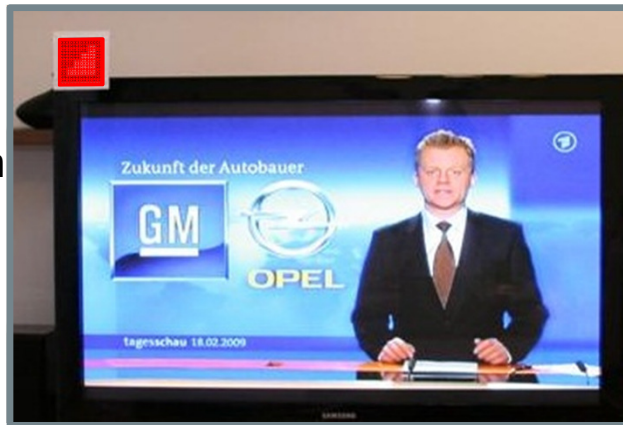 Zukunft der Autobauer
GM
OPEL
tagesschau 18.02.2009
SAMSUNG